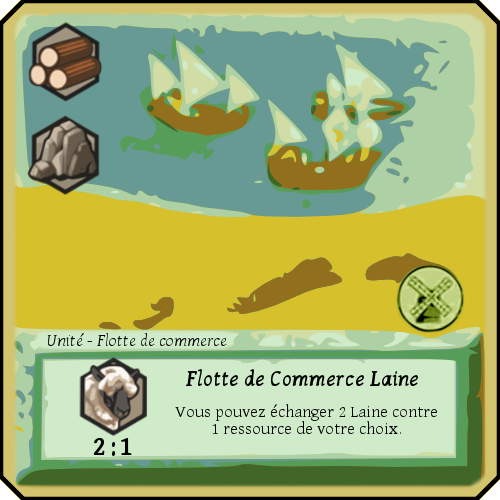 Unité - Flotte de commerce
Flotte de Commerce Laine
Vous pouvez échanger 2 Laine contre
1 ressource de votre choix.
2:1